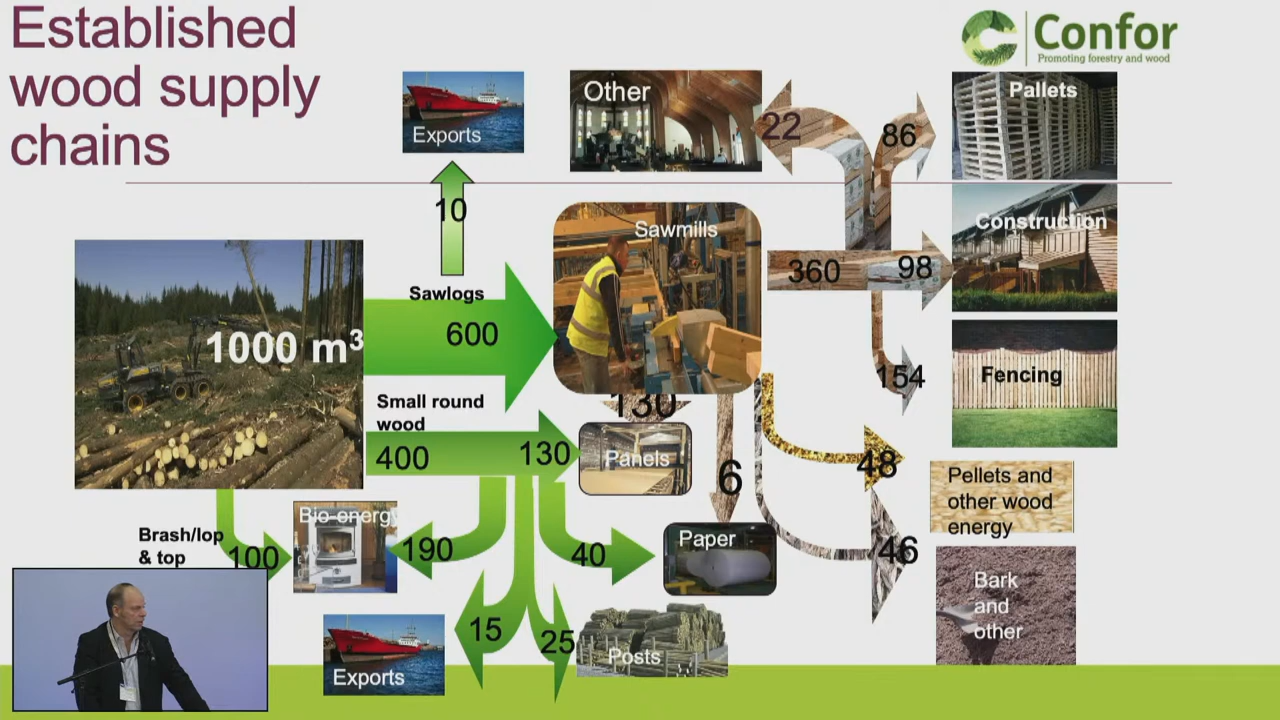 Established
wood supply
chains
Confor
Promoting forestry and wood
Exports
Other
22
86
Pallets
10
Sawmills
Construction
360
98
Sawlogs
600
1000 m³
Fencing
154
Small round
wood
130
400
130
Panels
6
48
Pellets and
other wood
energy
Bio-energy
Brash/lop
& top
100
190
40
Paper
46
Bark
and
other
15
25
Posts
Exports